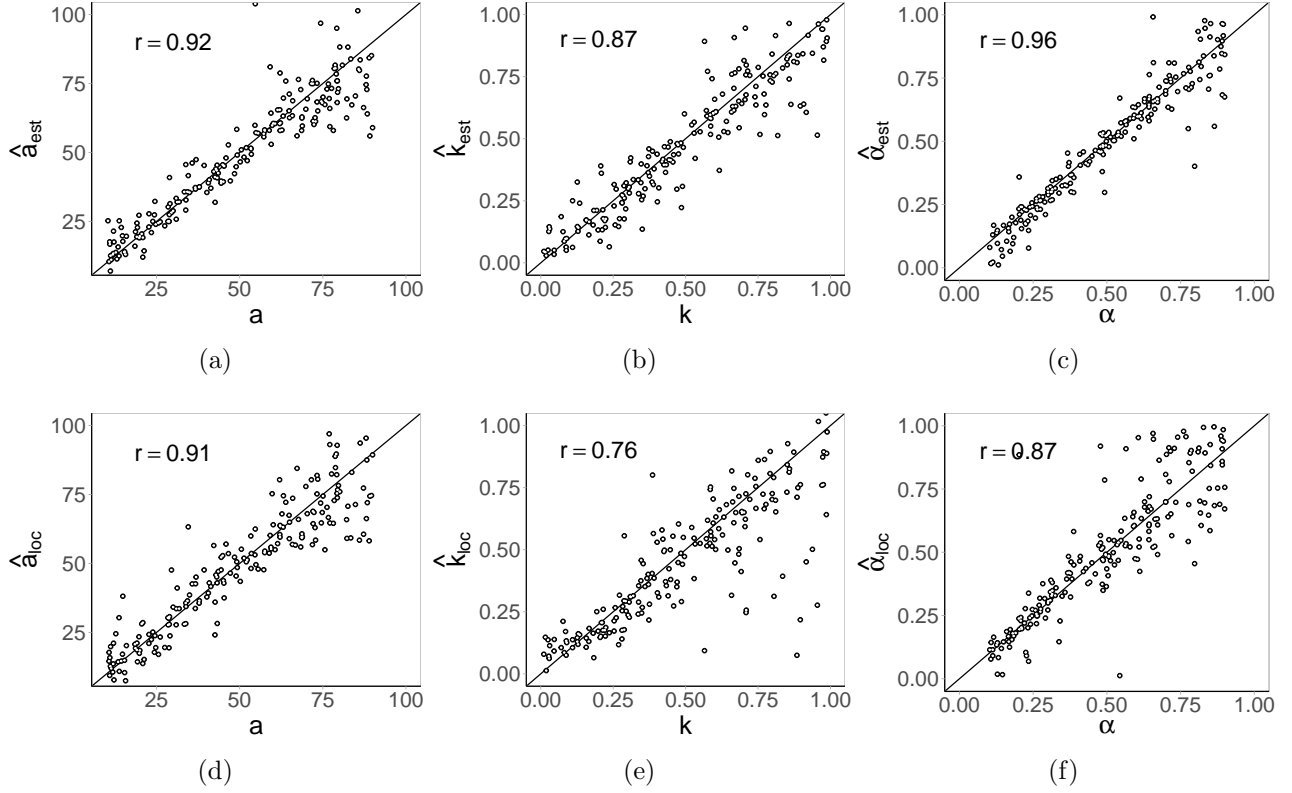 r = 0.92
100
75
50
25
25 50 75 100
â_est
a
(a)
r = 0.87
1.00
0.75
0.50
0.25
0.00
0.00 0.25 0.50 0.75 1.00
k̂_est
k
(b)
r = 0.96
1.00
0.75
0.50
0.25
0.00
0.00 0.25 0.50 0.75 1.00
α̂_est
α
(c)
r = 0.91
100
75
50
25
25 50 75 100
â_loc
a
(d)
r = 0.76
1.00
0.75
0.50
0.25
0.00
0.00 0.25 0.50 0.75 1.00
k̂_loc
k
(e)
r = 0.87
1.00
0.75
0.50
0.25
0.00
0.00 0.25 0.50 0.75 1.00
α̂_loc
α
(f)